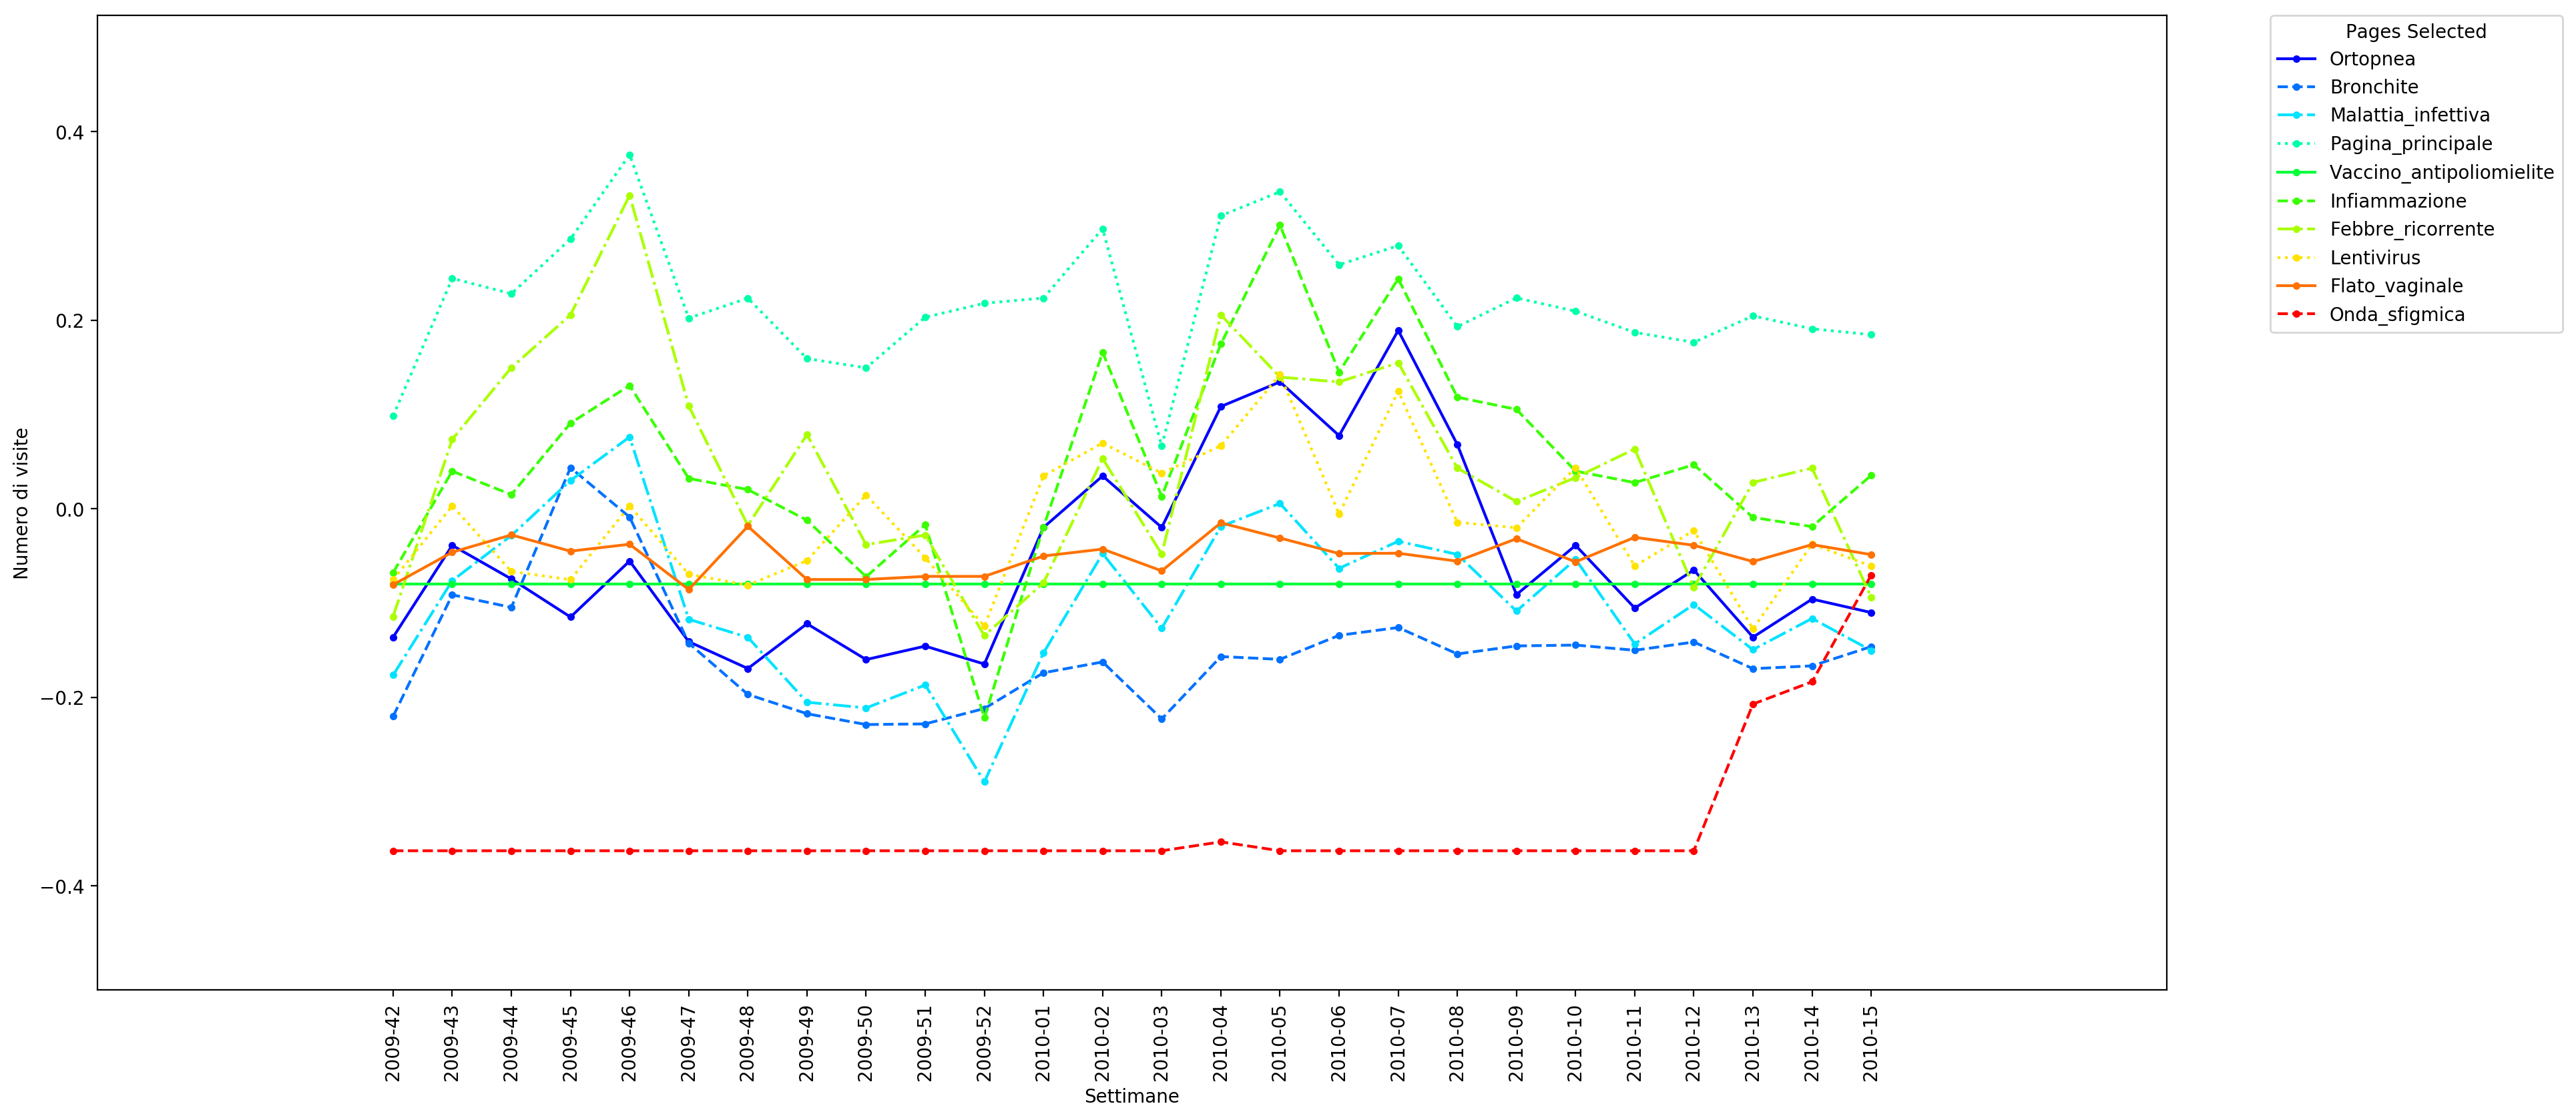 Pages Selected
Ortopnea
Bronchite
Malattia_infettiva
Pagina_principale
Vaccino_antipoliomielite
Infiammazione
Febbre_ricorrente
Lentivirus
Flato_vaginale
Onda_sfigmica
Numero di visite
0.4
0.2
0.0
−0.2
−0.4
2009-42
2009-43
2009-44
2009-45
2009-46
2009-47
2009-48
2009-49
2009-50
2009-51
2009-52
2010-01
2010-02
2010-03
2010-04
2010-05
2010-06
2010-07
2010-08
2010-09
2010-10
2010-11
2010-12
2010-13
2010-14
2010-15
Settimane